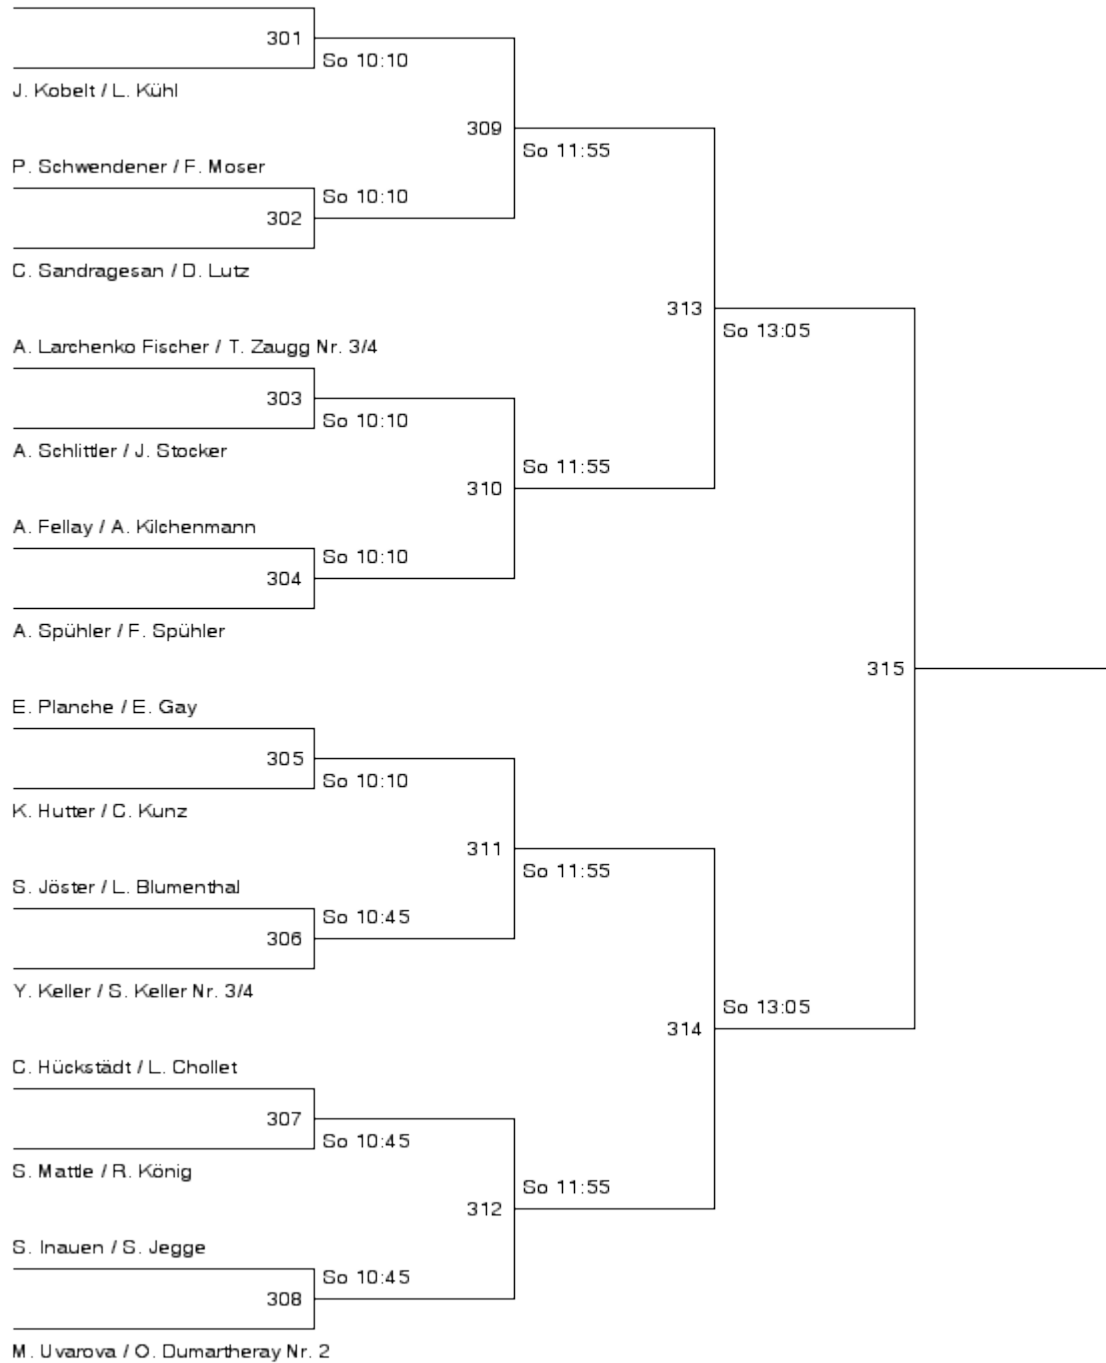 301
So 10:10
J. Kobelt / L. Kühl
309
So 11:55
P. Schwendener / F. Moser
So 10:10
302
C. Sandragesan / D. Lutz
313
So 13:05
A. Larchenko Fischer / T. Zaugg Nr. 3/4
303
So 10:10
A. Schlittler / J. Stocker
So 11:55
310
A. Fellay / A. Kilchenmann
So 10:10
304
A. Spühler / F. Spühler
315
E. Planche / E. Gay
305
So 10:10
K. Hutter / C. Kunz
311
So 11:55
S. Jöster / L. Blumenthal
So 10:45
306
Y. Keller / S. Keller Nr. 3/4
So 13:05
314
C. Hückstädt / L. Chollet
307
So 10:45
S. Mattle / R. König
So 11:55
312
S. Inauen / S. Jegge
So 10:45
308
M. Uvarova / O. Dumartheray Nr. 2